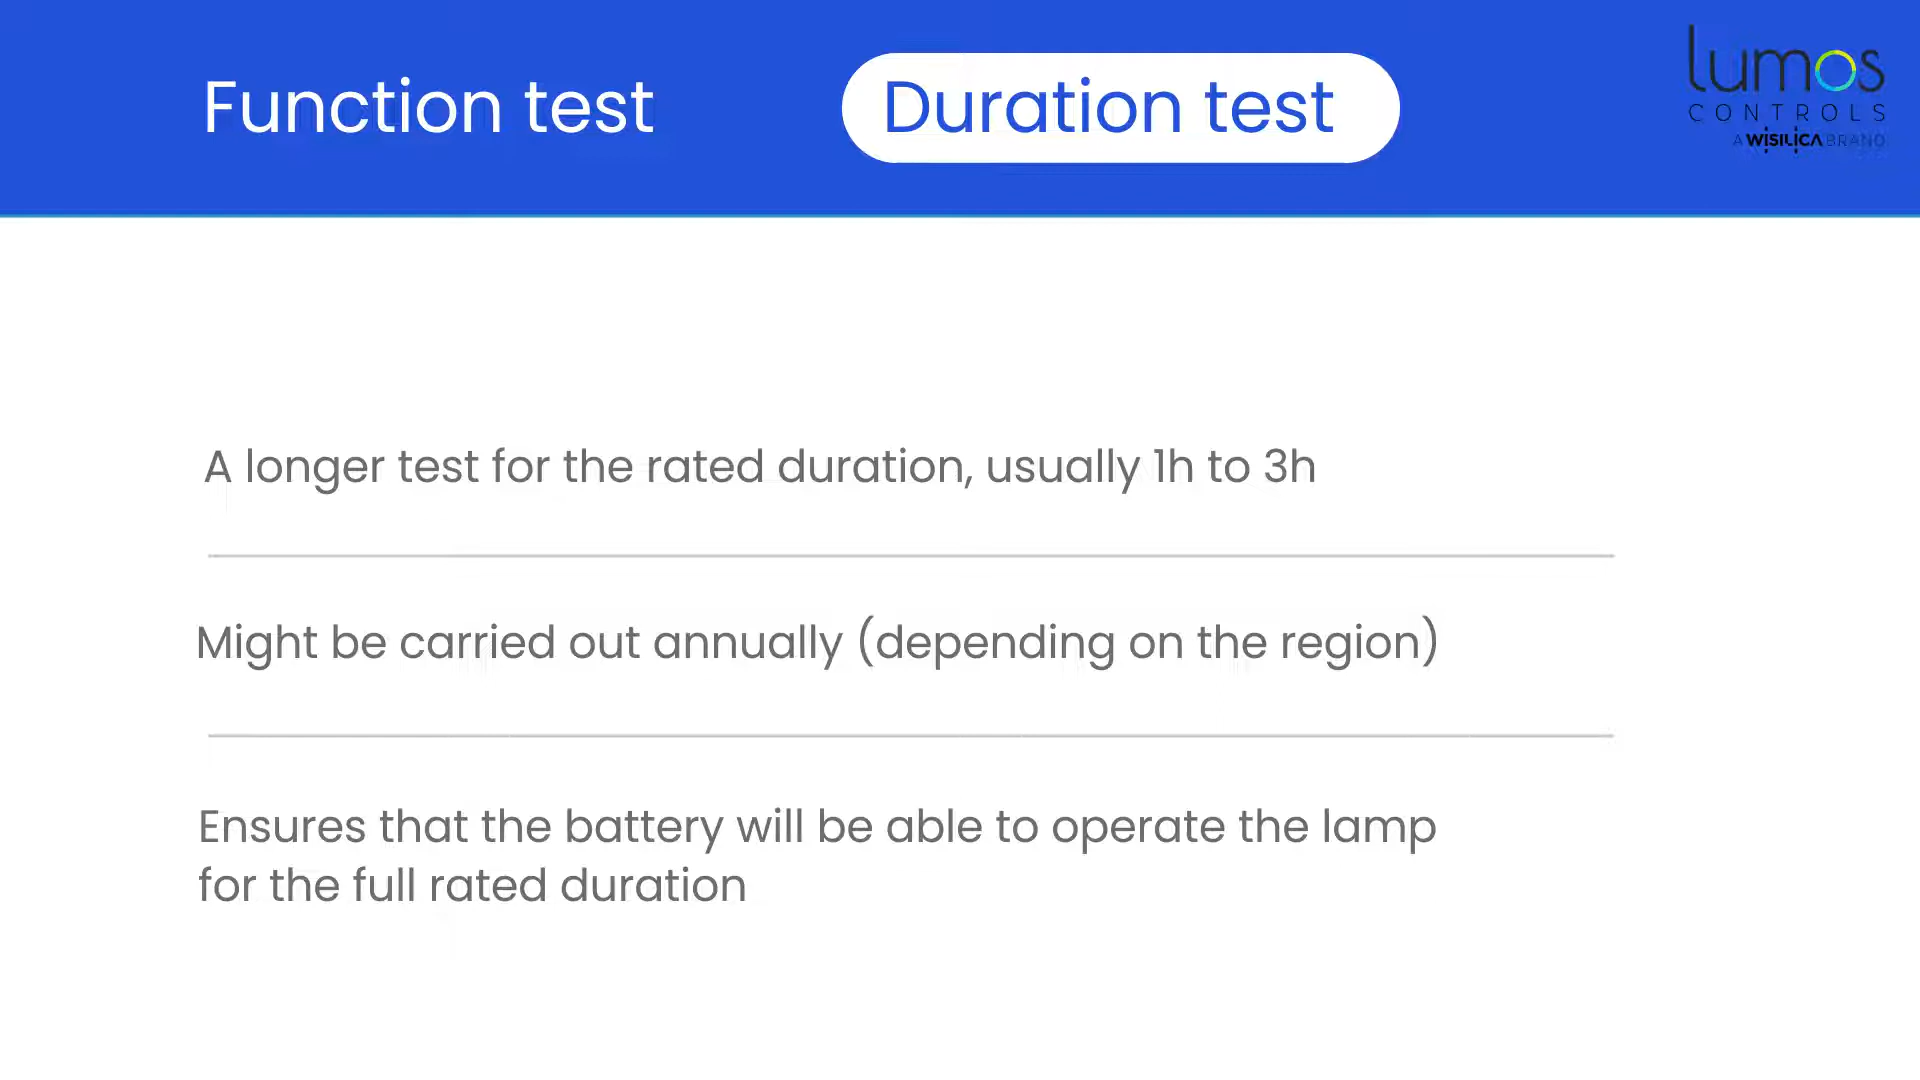 Function test
Duration test
lumos
CONTROLS
A WISILICA BRAND
A longer test for the rated duration, usually 1h to 3h
Might be carried out annually (depending on the region)
Ensures that the battery will be able to operate the lamp
for the full rated duration